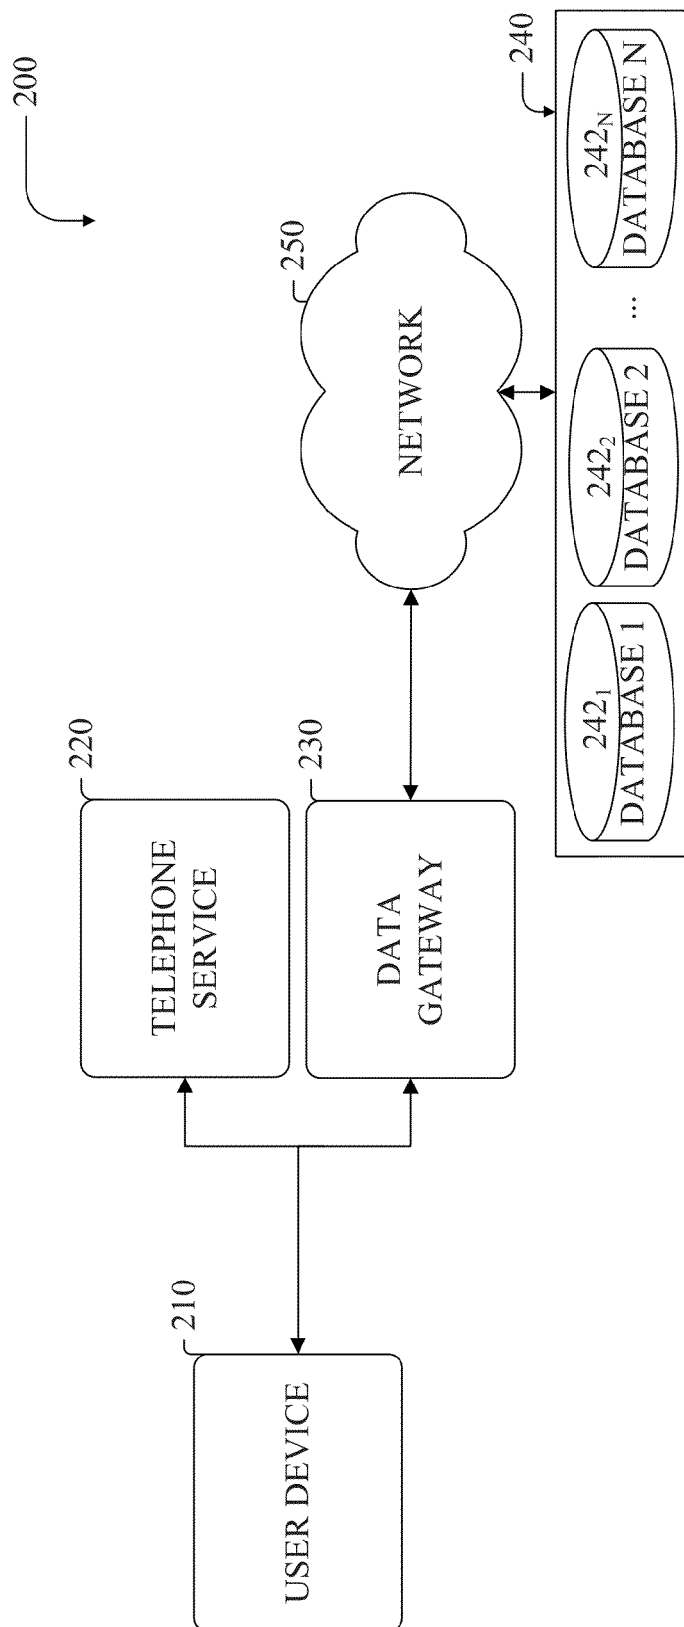 200
220
TELEPHONE
SERVICE
210
USER DEVICE
230
DATA
GATEWAY
250
NETWORK
240
242₁
DATABASE 1
242₂
DATABASE 2
...
242N
DATABASE N